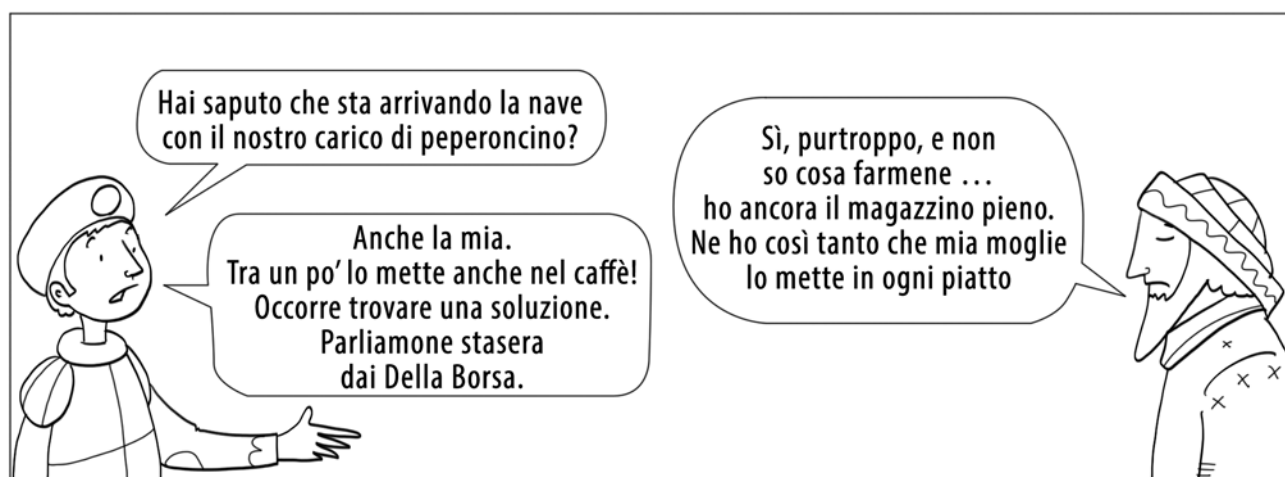 Hai saputo che sta arrivando la nave
con il nostro carico di peperoncino?
Sì, purtroppo, e non
so cosa farmene …
ho ancora il magazzino pieno.
Ne ho così tanto che mia moglie
lo mette in ogni piatto
Anche la mia.
Tra un po’ lo mette anche nel caffè!
Occorre trovare una soluzione.
Parliamone stasera
dai Della Borsa.